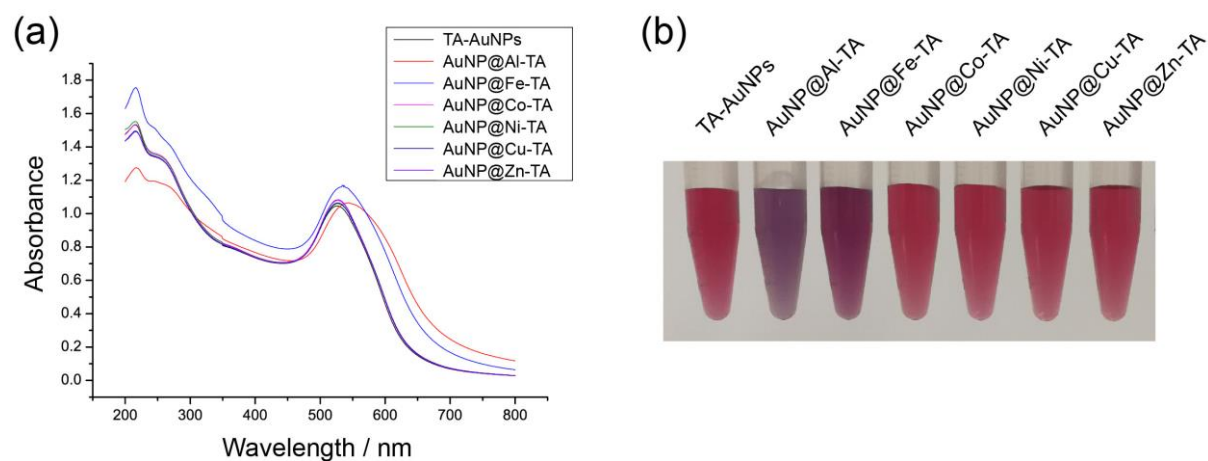 (a)
TA-AuNPs
AuNP@Al-TA
AuNP@Fe-TA
AuNP@Co-TA
AuNP@Ni-TA
AuNP@Cu-TA
AuNP@Zn-TA
1.8
1.6
1.4
1.2
1.0
0.8
0.6
0.4
0.2
0.0
Absorbance
200 300 400 500 600 700 800
Wavelength / nm
(b)
TA-AuNPs
AuNP@Al-TA
AuNP@Fe-TA
AuNP@Co-TA
AuNP@Ni-TA
AuNP@Cu-TA
AuNP@Zn-TA